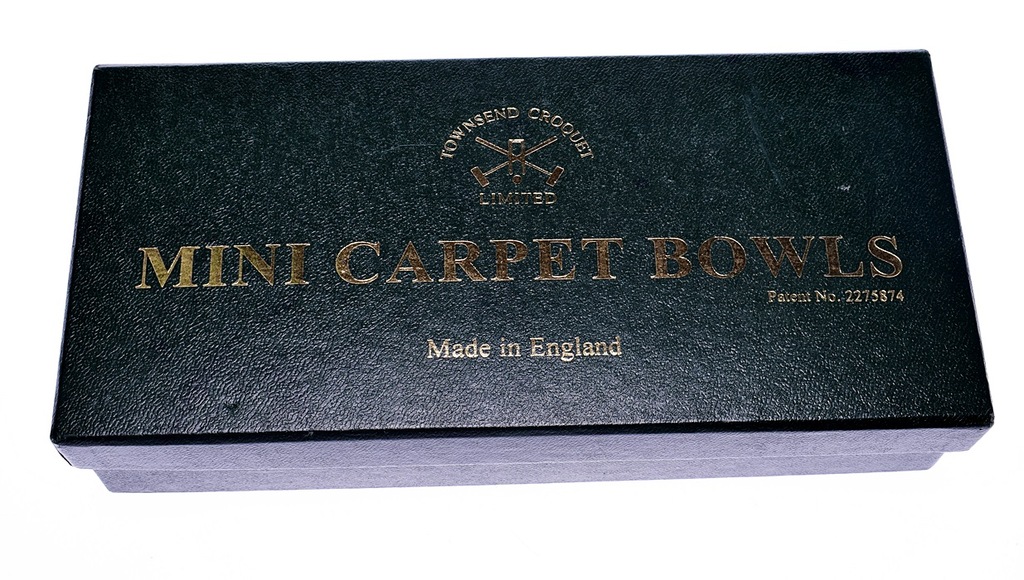 TOWNSEND CROQUET
LIMITED
MINI CARPET BOWLS
Patent No. 2275874
Made in England